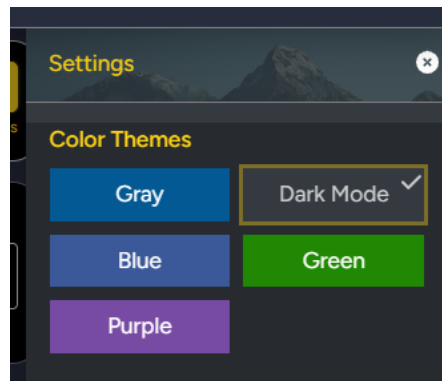 Settings
Color Themes
Gray
Dark Mode
Blue
Green
Purple